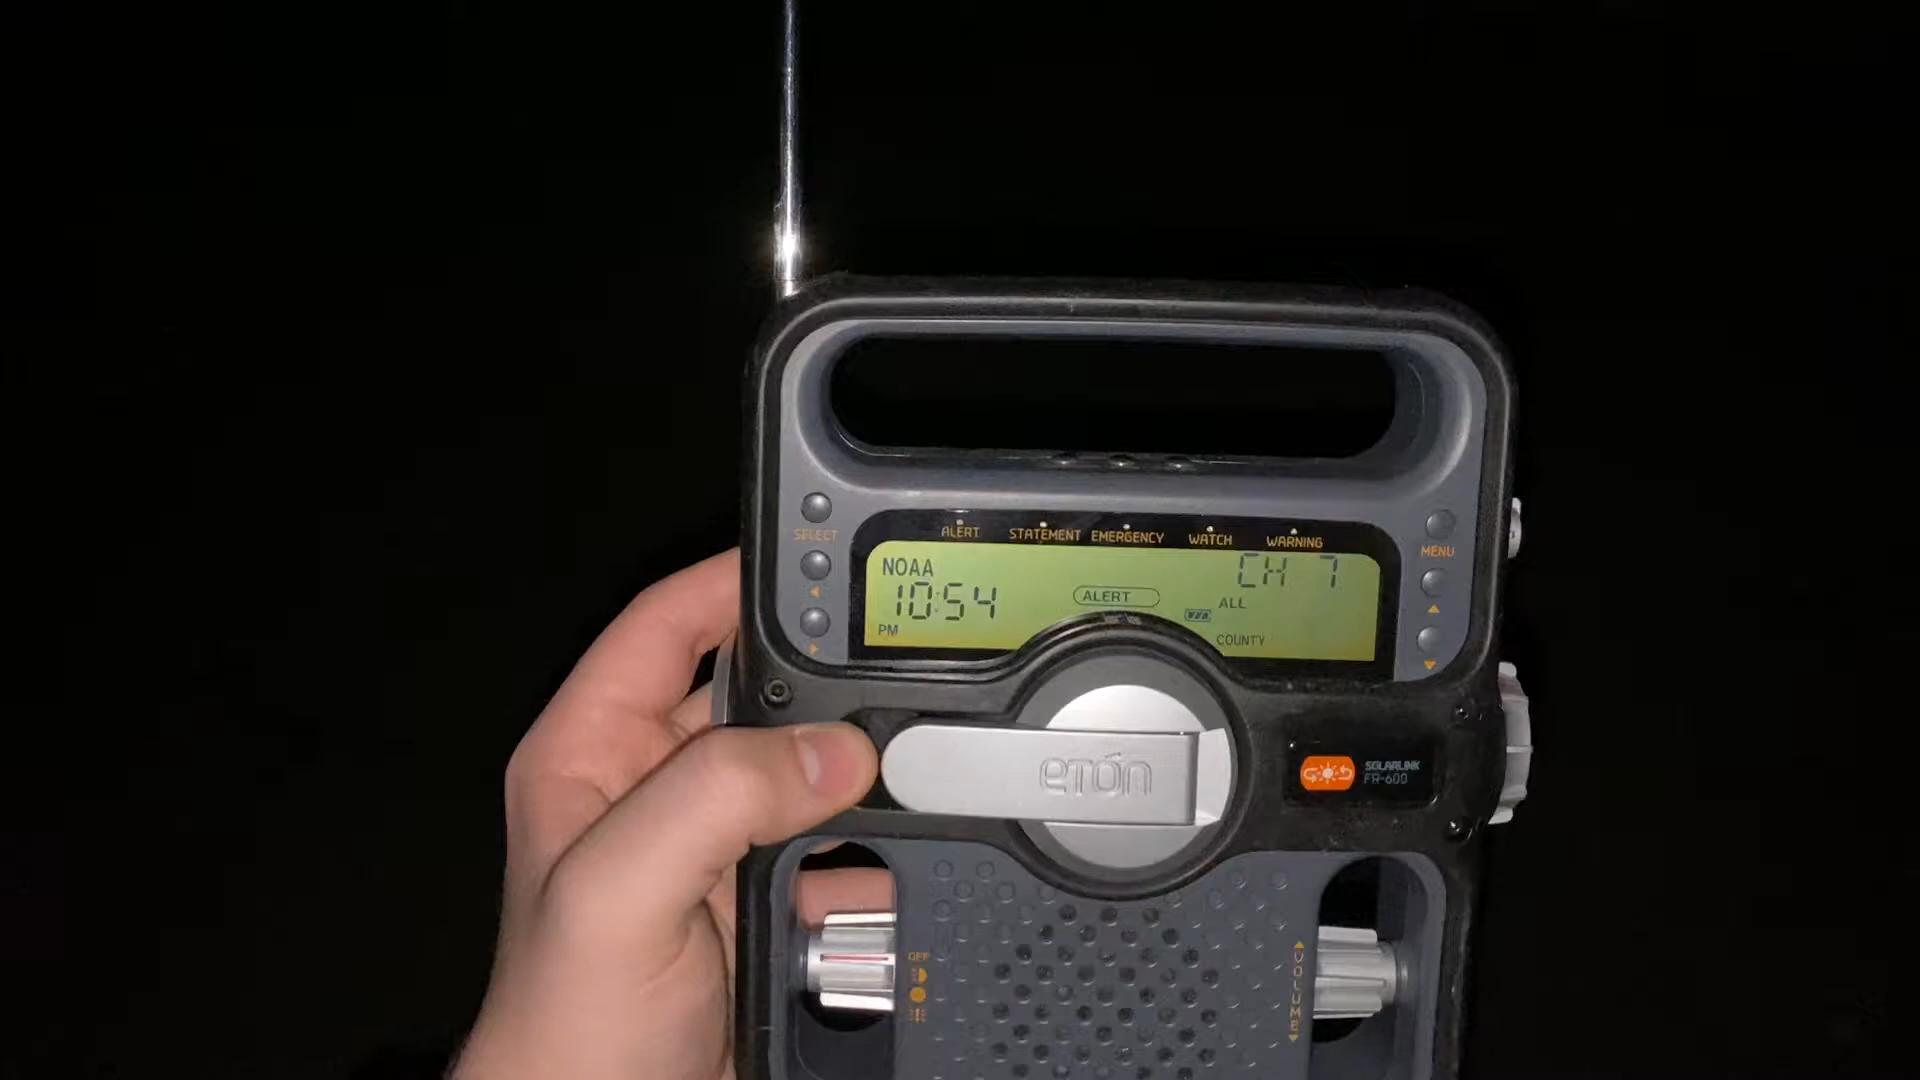 SELECT
ALERT STATEMENT EMERGENCY WATCH WARNING
MENU
NOAA
CH 7
10:54
ALERT
ALL
PM
COUNTY
etón
SOLARLINK
FR-600
OFF
VOLUME